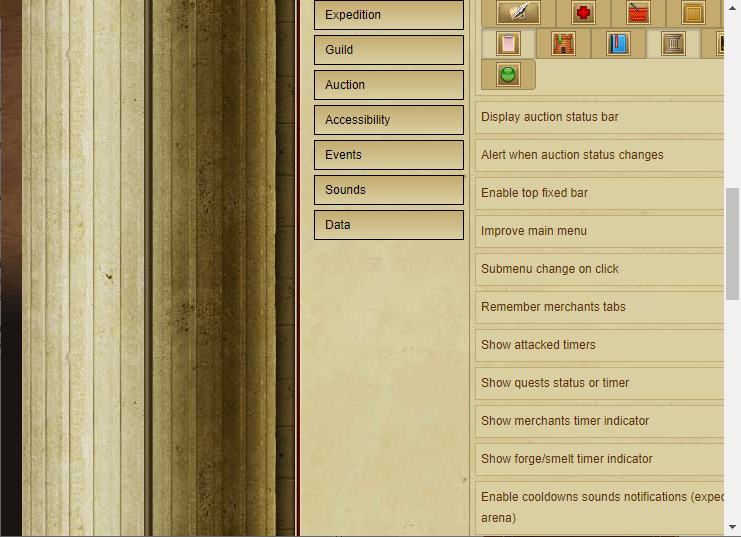 Expedition
Guild
Auction
Accessibility
Events
Sounds
Data
Display auction status bar
Alert when auction status changes
Enable top fixed bar
Improve main menu
Submenu change on click
Remember merchants tabs
Show attacked timers
Show quests status or timer
Show merchants timer indicator
Show forge/smelt timer indicator
Enable cooldowns sounds notifications (expec
arena)